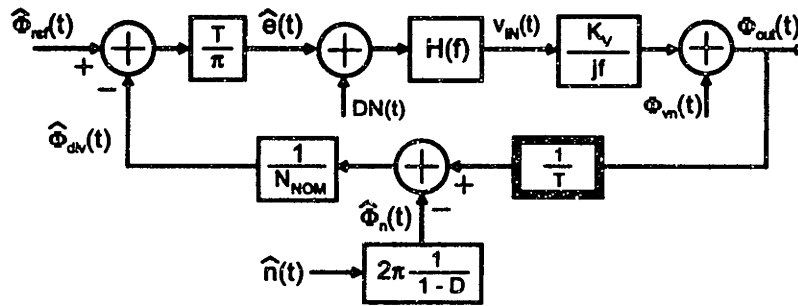 Φ̂ref(t)
+
−
T
π
ê(t)
+
DN(t)
H(f)
vIN(t)
Kv
jf
+
Φvn(t)
Φout(t)
Φ̂div(t)
1
NNOM
+
+
−
Φ̂n(t)
1
T
n̂(t)
2π 1
1 - D